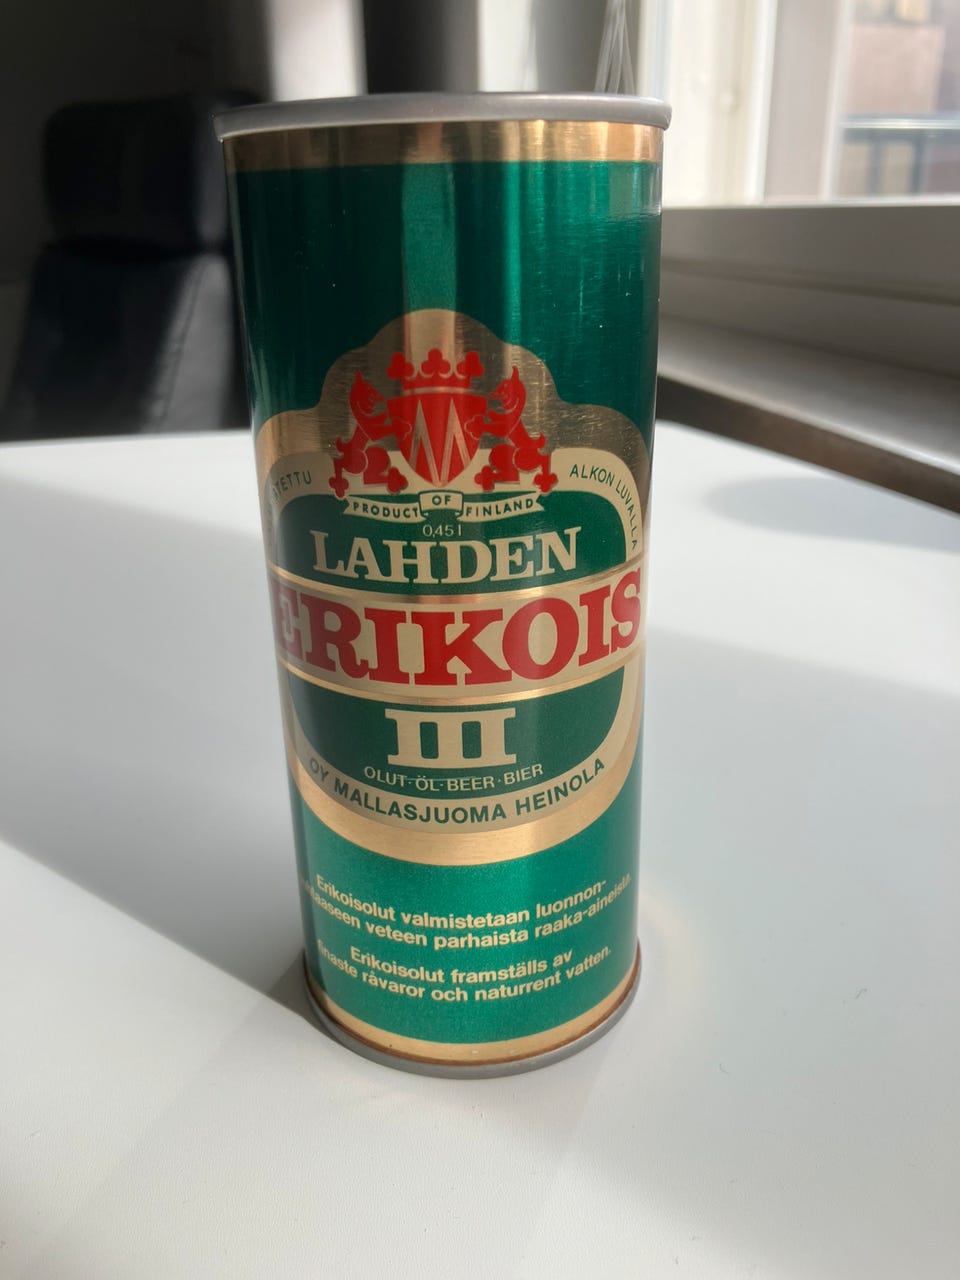 ALKON LUVALLA
PRODUCT OF FINLAND
0,45 l
LAHDEN
ERIKOIS
III
OLUT·ÖL·BEER·BIER
OY MALLASJUOMA HEINOLA
Erikoisolut valmistetaan luonnon-
veteen parhaista raaka-aineista.
Erikoisolut framställs av
finaste råvaror och naturrent vatten.